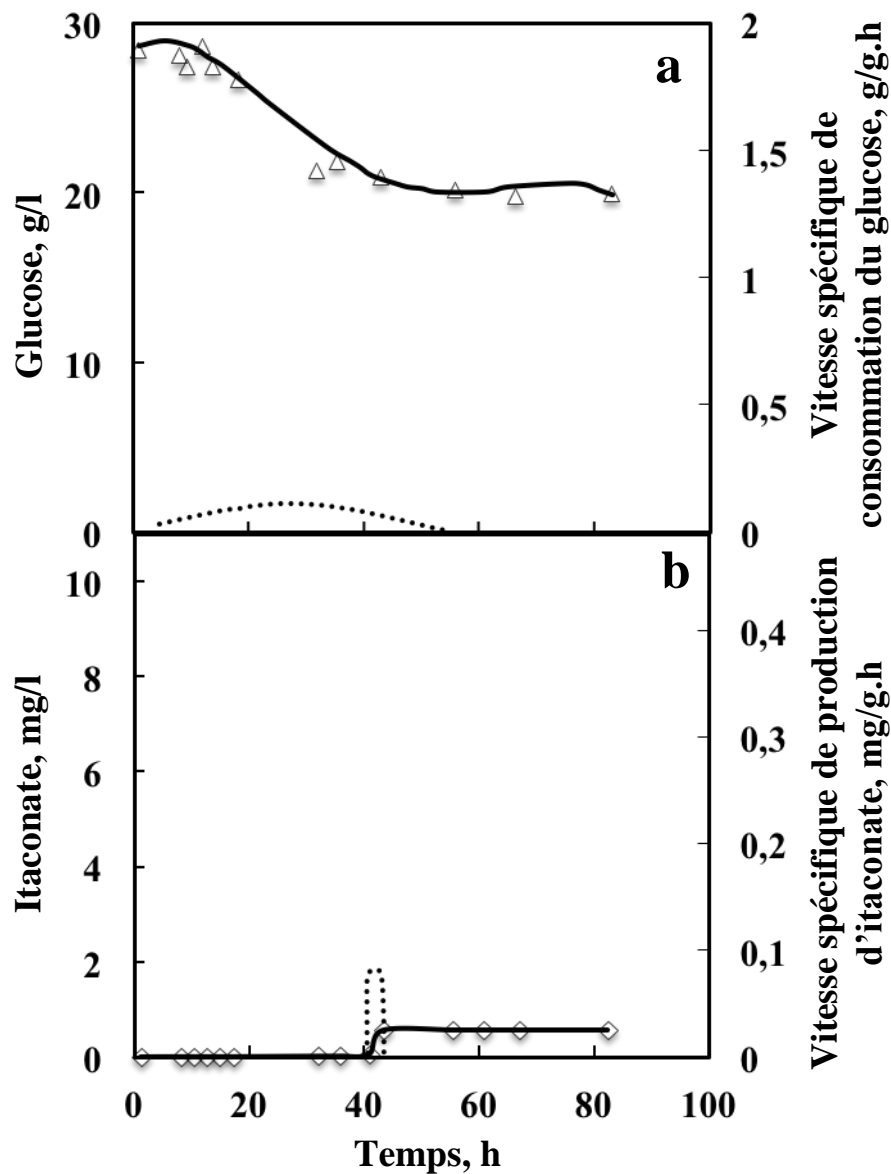 30
20
10
0
Glucose, g/l
a
2
1,5
1
0,5
0
Vitesse spécifique de
consommation du glucose, g/g.h
10
8
6
4
2
0
Itaconate, mg/l
b
0,4
0,3
0,2
0,1
0
Vitesse spécifique de production
d’itaconate, mg/g.h
0 20 40 60 80 100
Temps, h